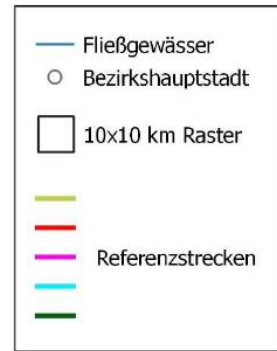 Fließgewässer
Bezirkshauptstadt
10x10 km Raster
Referenzstrecken